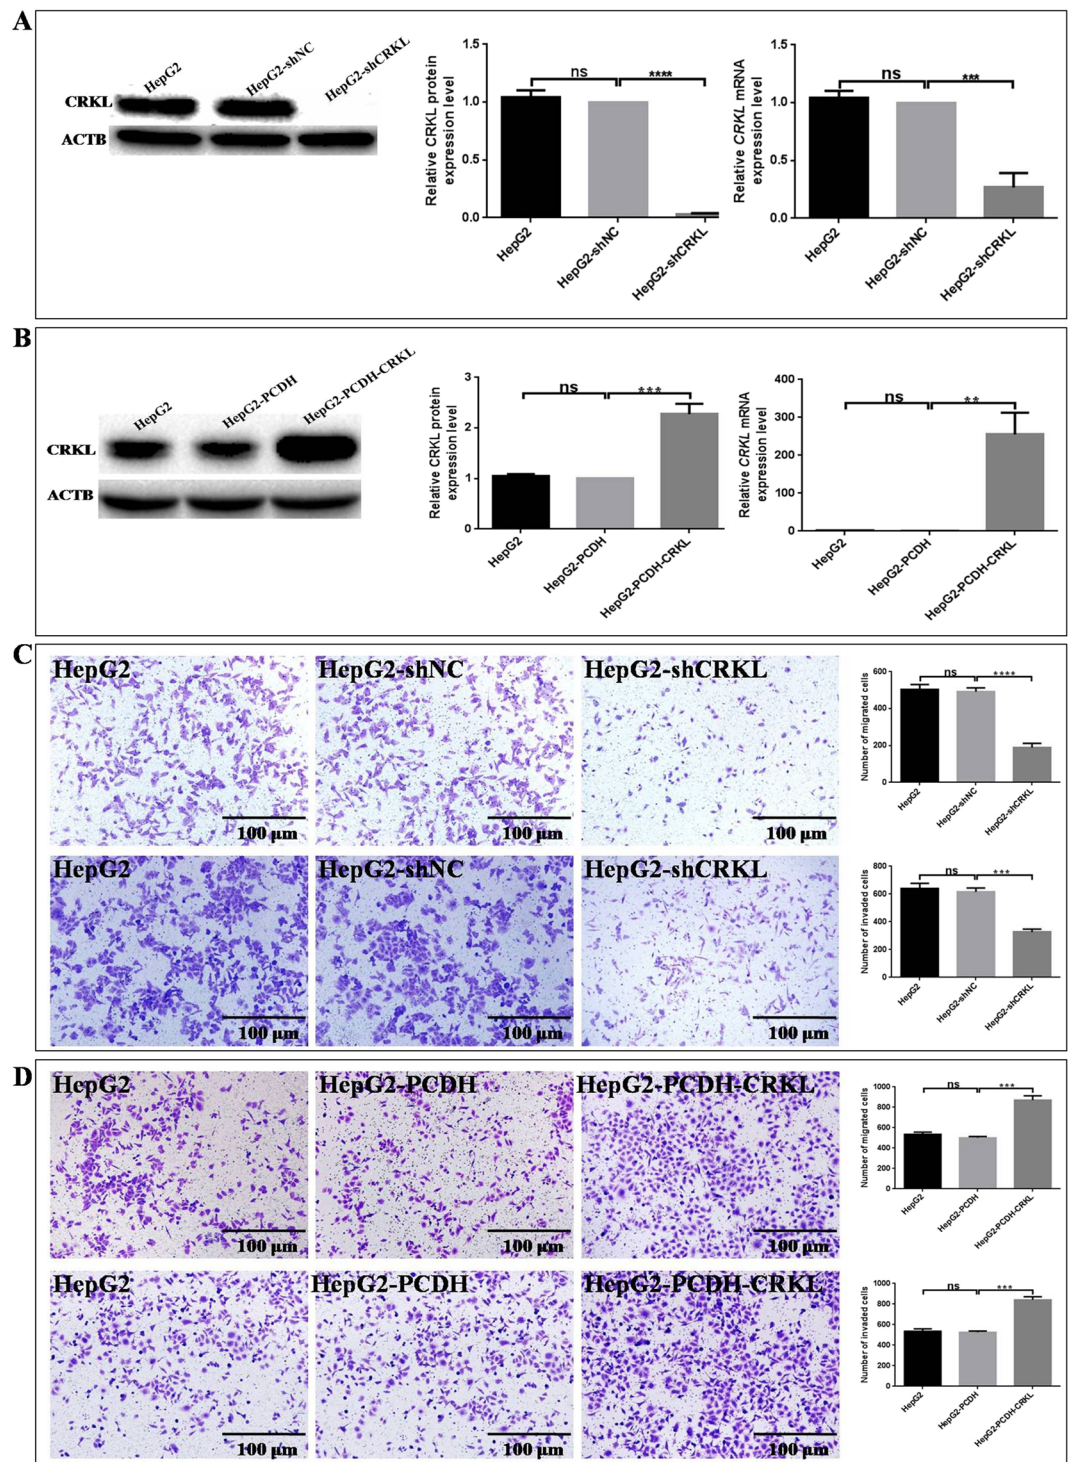 A
HepG2
HepG2-shNC
HepG2-shCRKL
CRKL
ACTB
Relative CRKL protein
expression level
1.5
1.0
0.5
0.0
ns
****
HepG2
HepG2-shNC
HepG2-shCRKL
Relative CRKL mRNA
expression level
1.5
1.0
0.5
0.0
ns
***
HepG2
HepG2-shNC
HepG2-shCRKL
B
HepG2
HepG2-PCDH
HepG2-PCDH-CRKL
CRKL
ACTB
Relative CRKL protein
expression level
3
2
1
0
ns
***
HepG2
HepG2-PCDH
HepG2-PCDH-CRKL
Relative CRKL mRNA
expression level
400
300
200
100
0
ns
**
HepG2
HepG2-PCDH
HepG2-PCDH-CRKL
C
HepG2
100 µm
HepG2-shNC
100 µm
HepG2-shCRKL
100 µm
Number of migrated cells
600
400
200
0
ns
****
HepG2
HepG2-shNC
HepG2-shCRKL
HepG2
100 µm
HepG2-shNC
100 µm
HepG2-shCRKL
100 µm
Number of invaded cells
800
600
400
200
0
ns
***
HepG2
HepG2-shNC
HepG2-shCRKL
D
HepG2
100 µm
HepG2-PCDH
100 µm
HepG2-PCDH-CRKL
100 µm
Number of migrated cells
1000
800
600
400
200
0
ns
***
HepG2
HepG2-PCDH
HepG2-PCDH-CRKL
HepG2
100 µm
HepG2-PCDH
100 µm
HepG2-PCDH-CRKL
100 µm
Number of invaded cells
1000
800
600
400
200
0
ns
***
HepG2
HepG2-PCDH
HepG2-PCDH-CRKL